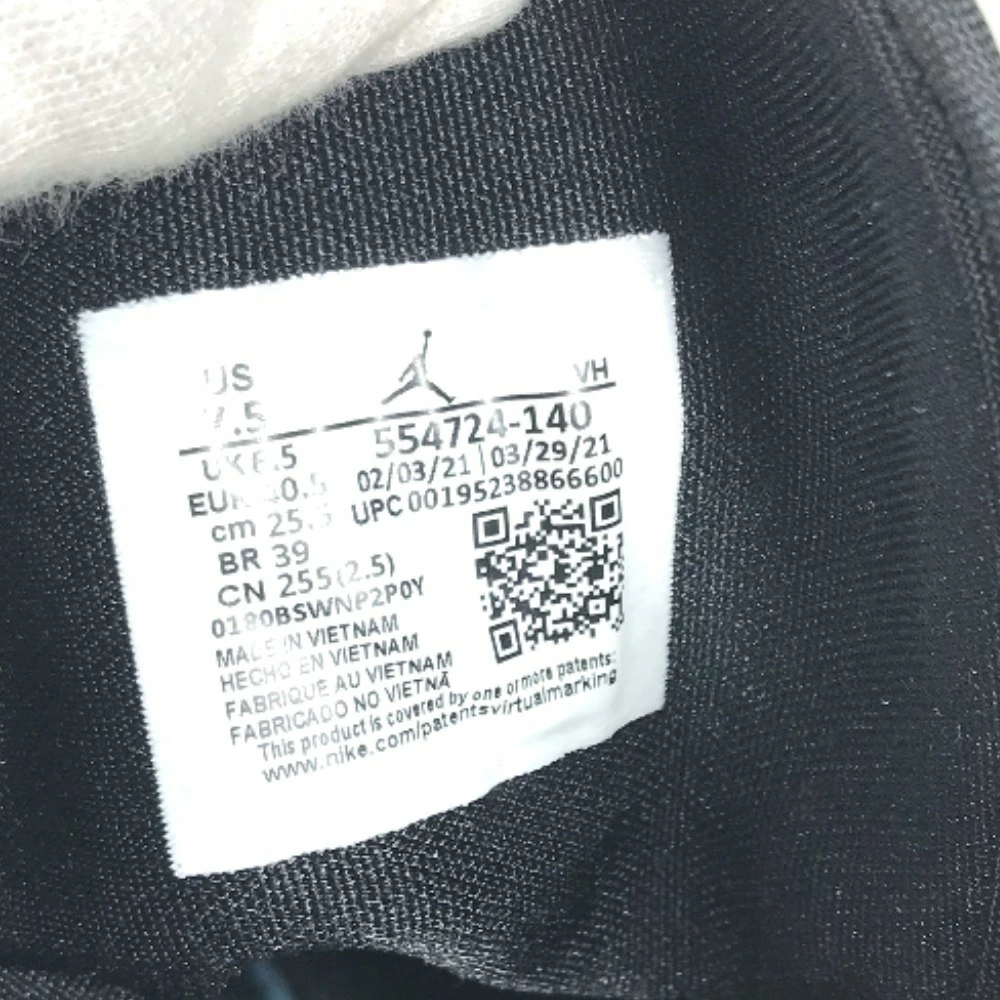 US
7.5
VH
UK 6.5
554724-140
EUR 40.5
02/03/21 | 03/29/21
cm 25.5
UPC 00195238866600
BR 39
CN 255(2.5)
0180BSWNP2P0Y
MADE IN VIETNAM
HECHO EN VIETNAM
FABRIQUE AU VIETNAM
FABRICADO NO VIETNÃ
This product is covered by one or more patents:
www.nike.com/patentsvirtualmarking